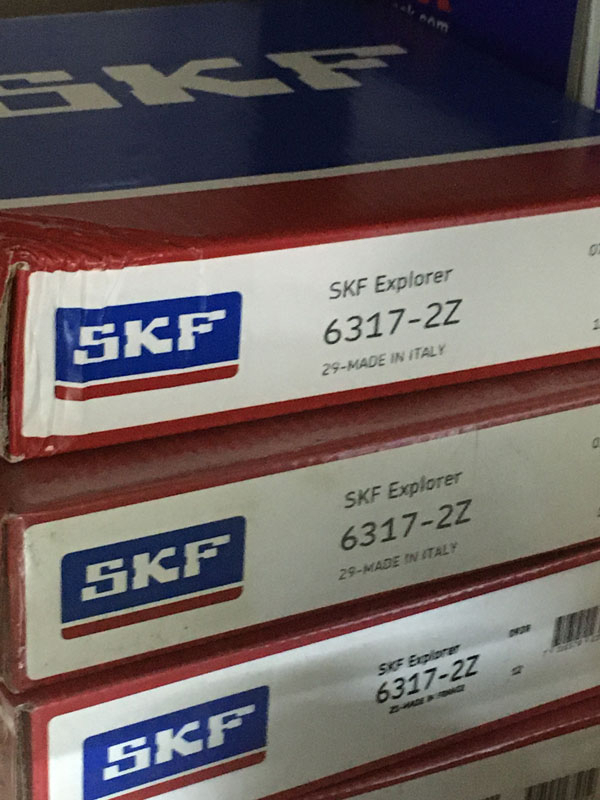 SKF
SKF
SKF Explorer
6317-2Z
29-MADE IN ITALY
SKF
SKF Explorer
6317-2Z
29-MADE IN ITALY
SKF
SKF Explorer
6317-2Z
12